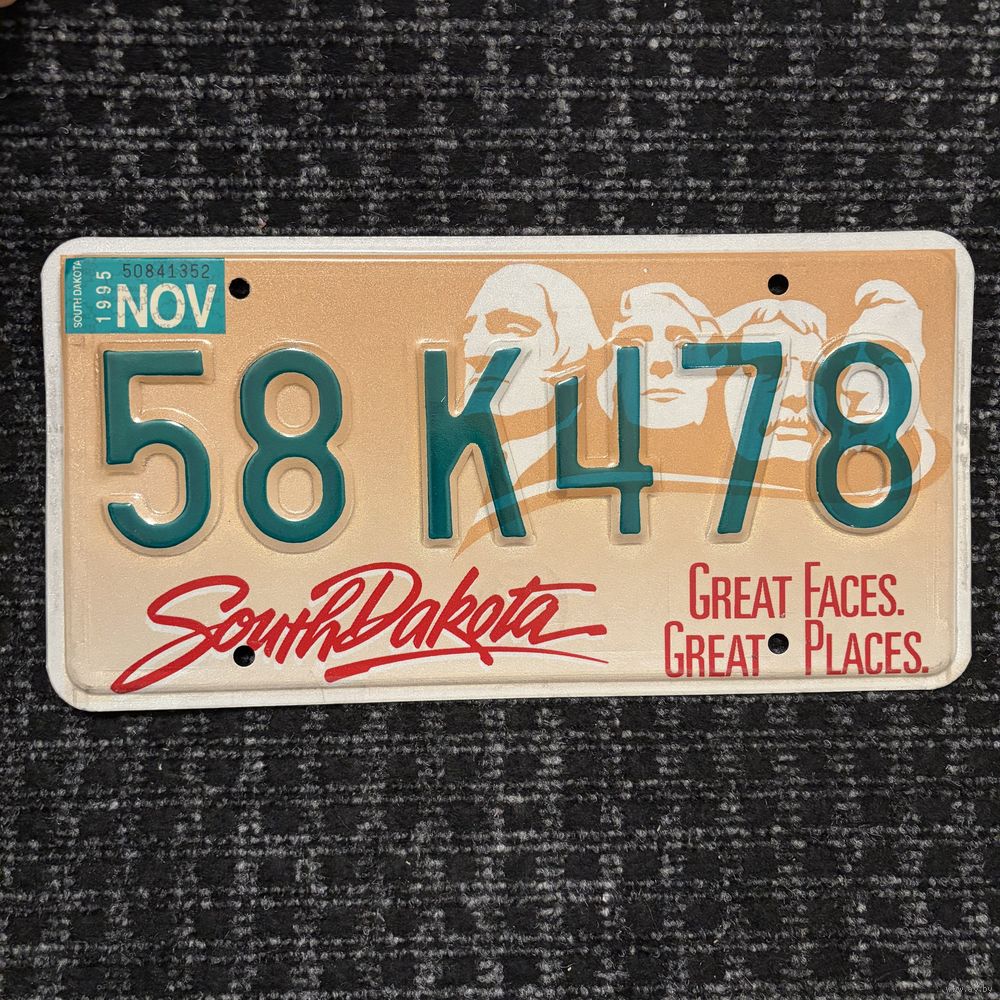 SOUTH DAKOTA
1995
50841352
NOV
58 K478
South Dakota
GREAT FACES.
GREAT PLACES.